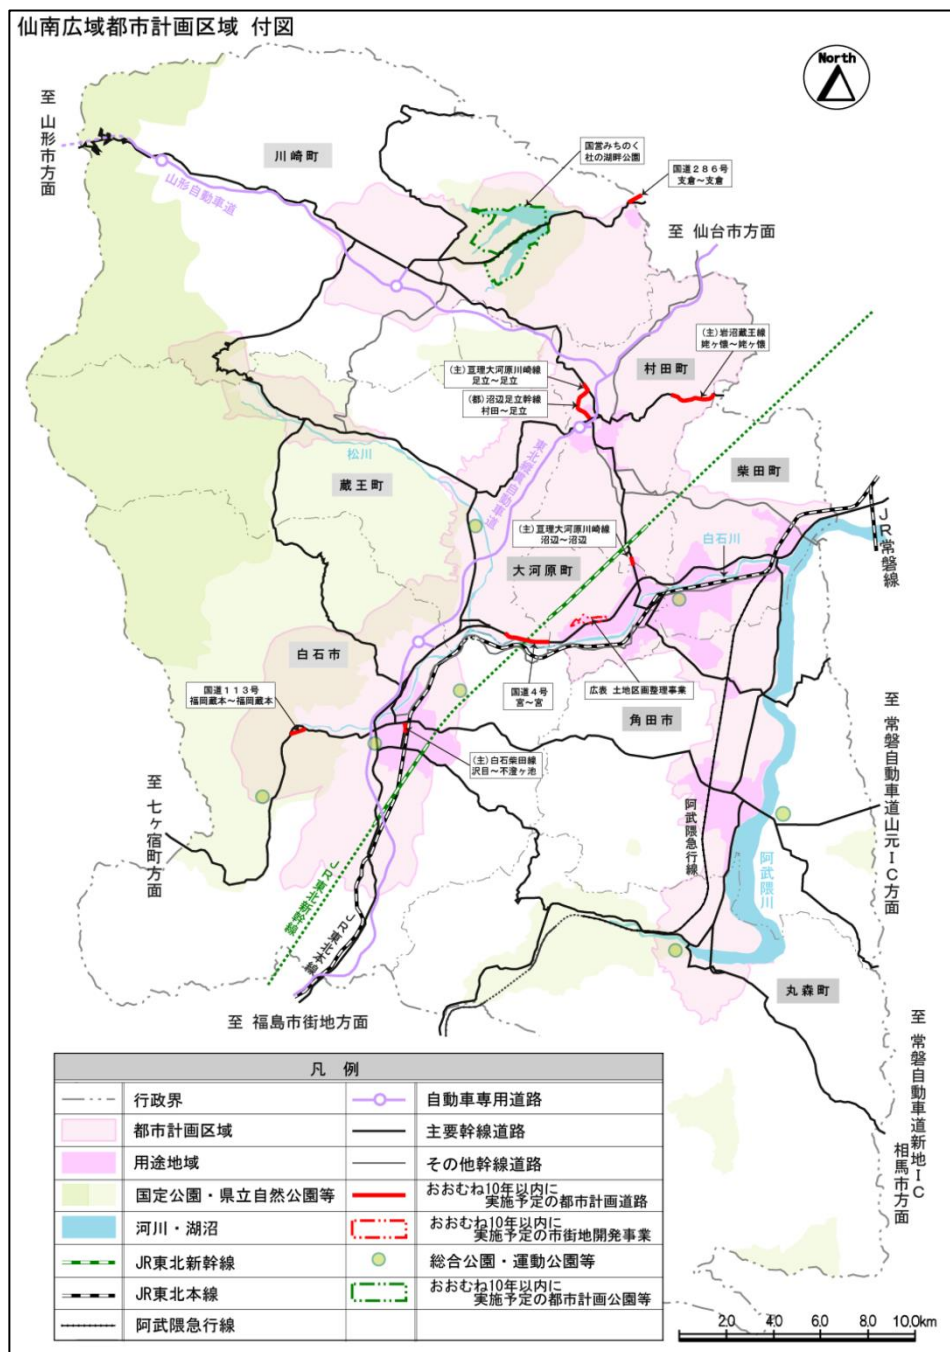 仙南広域都市計画区域 付図
North
至 山形市方面
川崎町
国営みちのく
杜の湖畔公園
国道286号
支倉～支倉
山形自動車道
至 仙台市方面
(主)岩沼蔵王線
姥ヶ懐～姥ヶ懐
(主)亘理大河原川崎線
足立～足立
村田町
(都)沼辺足立幹線
村田～足立
松川
蔵王町
東北縦貫自動車道
柴田町
(主)亘理大河原川崎線
沼辺～沼辺
白石川
JR常磐線
大河原町
白石市
国道113号
福岡蔵本～福岡蔵本
国道4号
宮～宮
広表 土地区画整理事業
角田市
(主)白石柴田線
沢目～不澄ヶ池
至 常磐自動車道山元IC方面
至 七ヶ宿町方面
阿武隈急行線
阿武隈川
JR東北新幹線
JR東北本線
丸森町
至 福島市街地方面
至 常磐自動車道新地IC
相馬市方面
凡 例
行政界
自動車専用道路
都市計画区域
主要幹線道路
用途地域
その他幹線道路
国定公園・県立自然公園等
おおむね10年以内に
実施予定の都市計画道路
河川・湖沼
おおむね10年以内に
実施予定の市街地開発事業
JR東北新幹線
総合公園・運動公園等
JR東北本線
おおむね10年以内に
実施予定の都市計画公園等
阿武隈急行線
2.0 4.0 6.0 8.0 10.0km